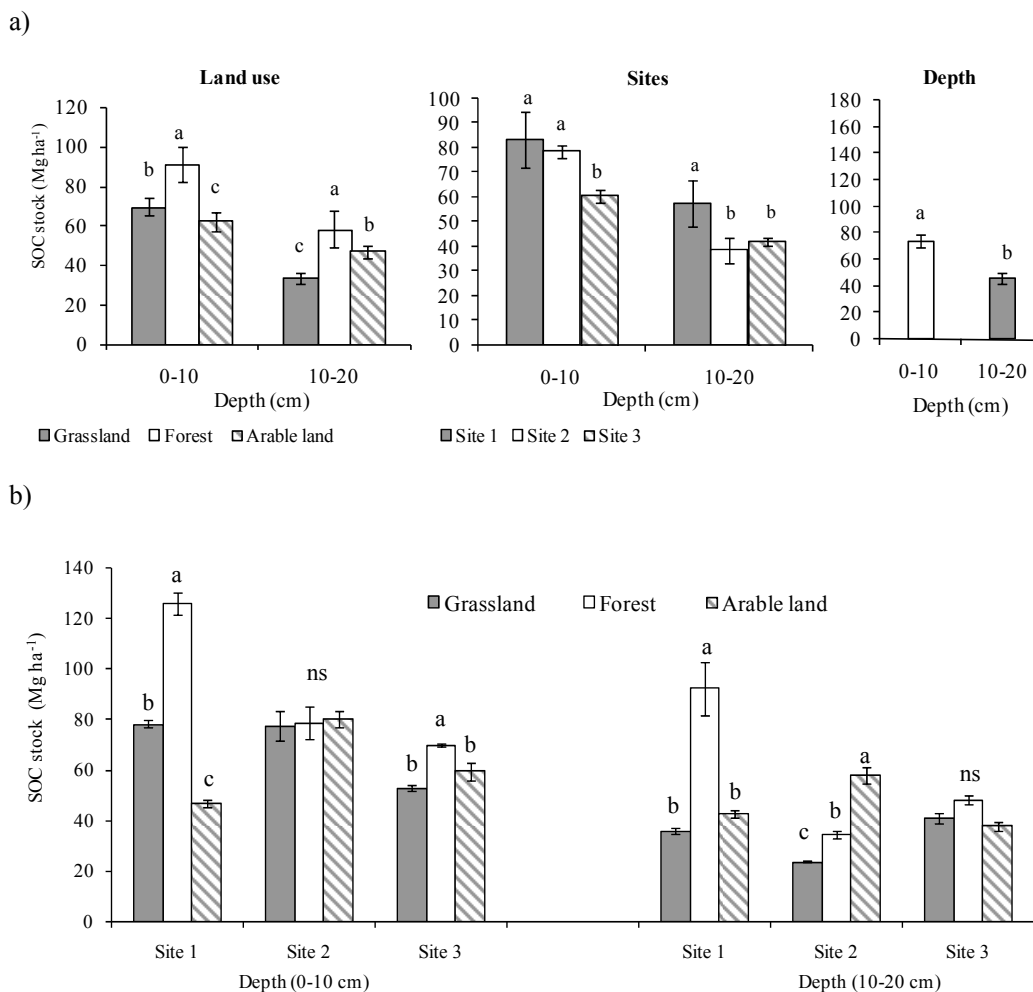 a)
Land use
SOC stock (Mg ha⁻¹)
120
100
80
60
40
20
0
b
a
c
c
a
b
0-10
10-20
Depth (cm)
Grassland Forest Arable land
Sites
100
90
80
70
60
50
40
30
20
10
0
a
a
b
a
b
b
0-10
10-20
Depth (cm)
Site 1 Site 2 Site 3
Depth
180
160
140
120
100
80
60
40
20
0
a
b
0-10
10-20
Depth (cm)
b)
SOC stock (Mg ha⁻¹)
140
120
100
80
60
40
20
0
Grassland Forest Arable land
b
a
c
ns
b
a
b
b
a
b
c
b
a
ns
Site 1 Site 2 Site 3 Site 1 Site 2 Site 3
Depth (0-10 cm) Depth (10-20 cm)